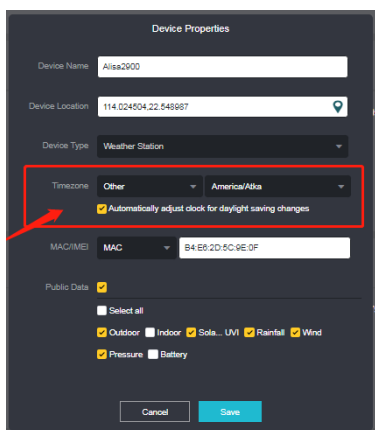 Device Properties
Device Name Alisa2900
Device Location 114.024504,22.548987
Device Type Weather Station
Timezone Other America/Atka
Automatically adjust clock for daylight saving changes
MAC/IMEI MAC B4:E6:2D:5C:9E:0F
Public Data
Select all
Outdoor Indoor Sola... UVI Rainfall Wind
Pressure Battery
Cancel Save